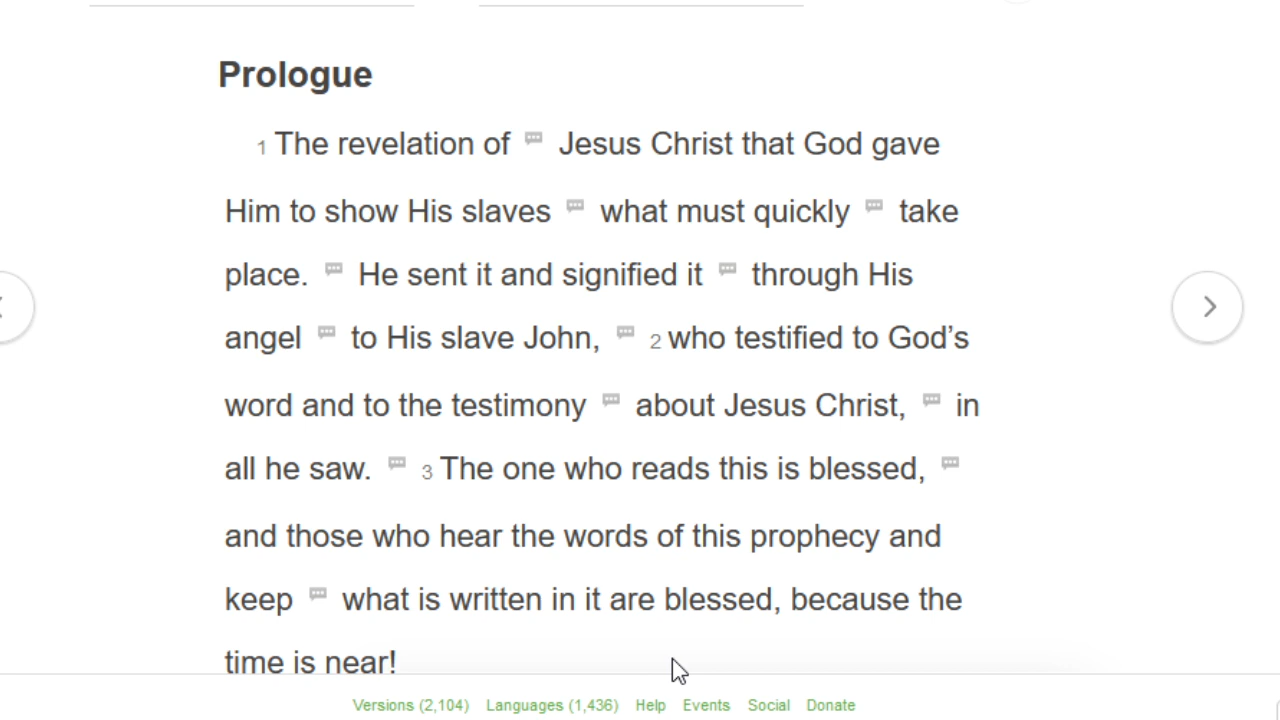 Prologue
1 The revelation of Jesus Christ that God gave
Him to show His slaves what must quickly take
place. He sent it and signified it through His
angel to His slave John, 2 who testified to God’s
word and to the testimony about Jesus Christ, in
all he saw. 3 The one who reads this is blessed,
and those who hear the words of this prophecy and
keep what is written in it are blessed, because the
time is near!
Versions (2,104) Languages (1,436) Help Events Social Donate